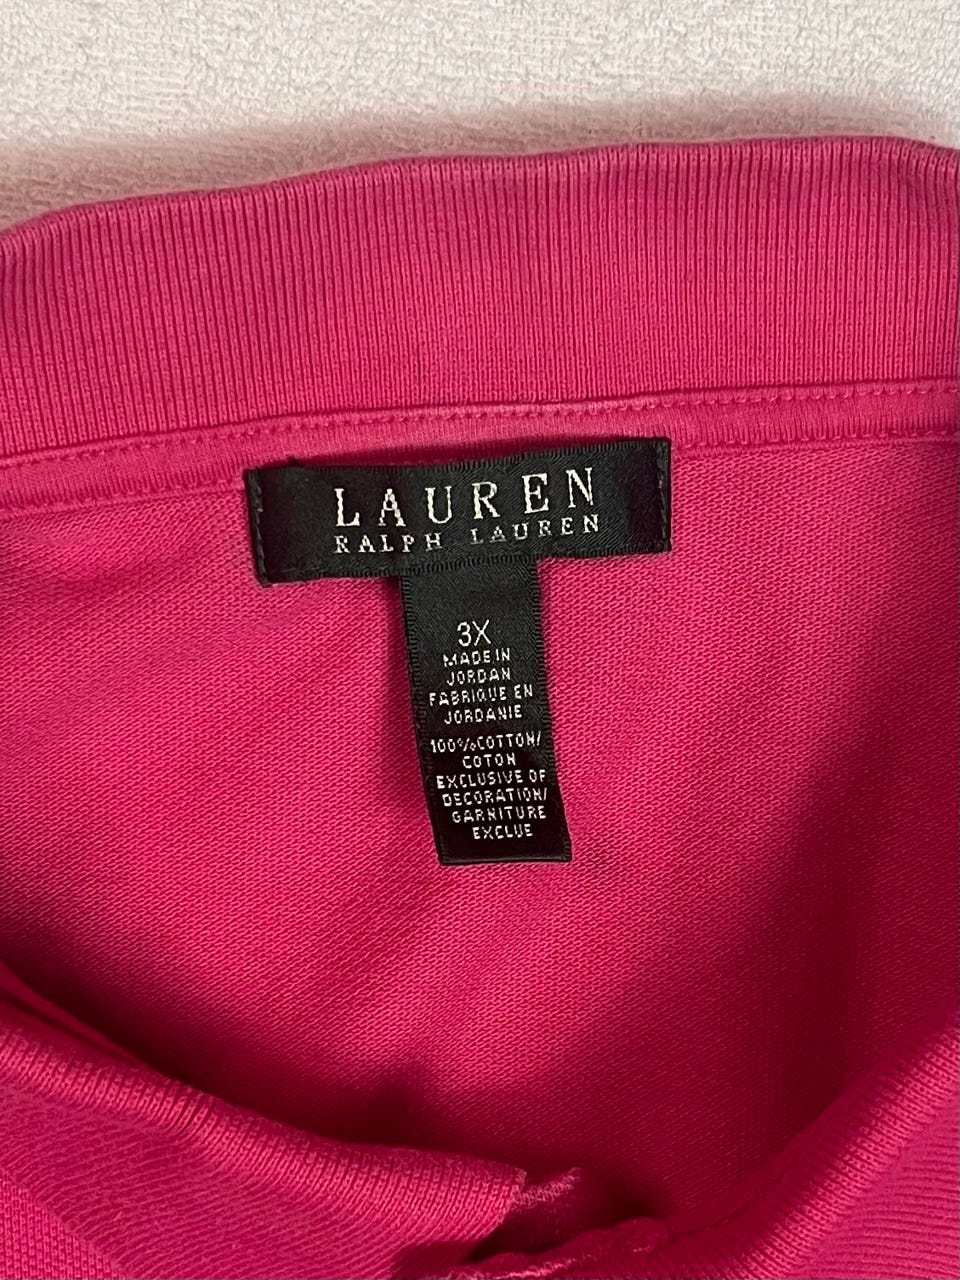 LAUREN
RALPH LAUREN
3X
MADE IN
JORDAN
FABRIQUE EN
JORDANIE
100%COTTON/
COTON
EXCLUSIVE OF
DECORATION/
GARNITURE
EXCLUE